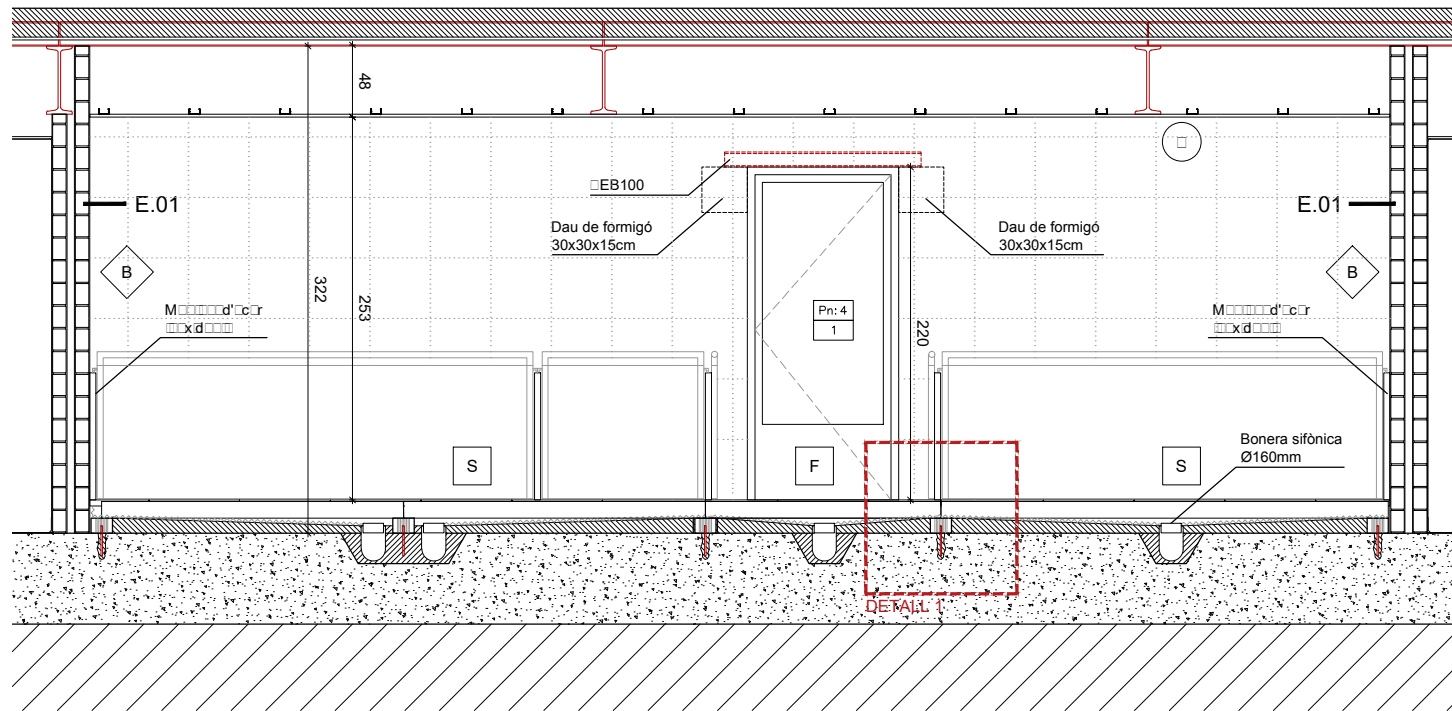 48
EB100
E.01
E.01
Dau de formigó
30x30x15cm
Dau de formigó
30x30x15cm
B
B
322
253
Pn: 4
1
220
S
F
S
Bonera sifònica
Ø160mm
DETALL 1